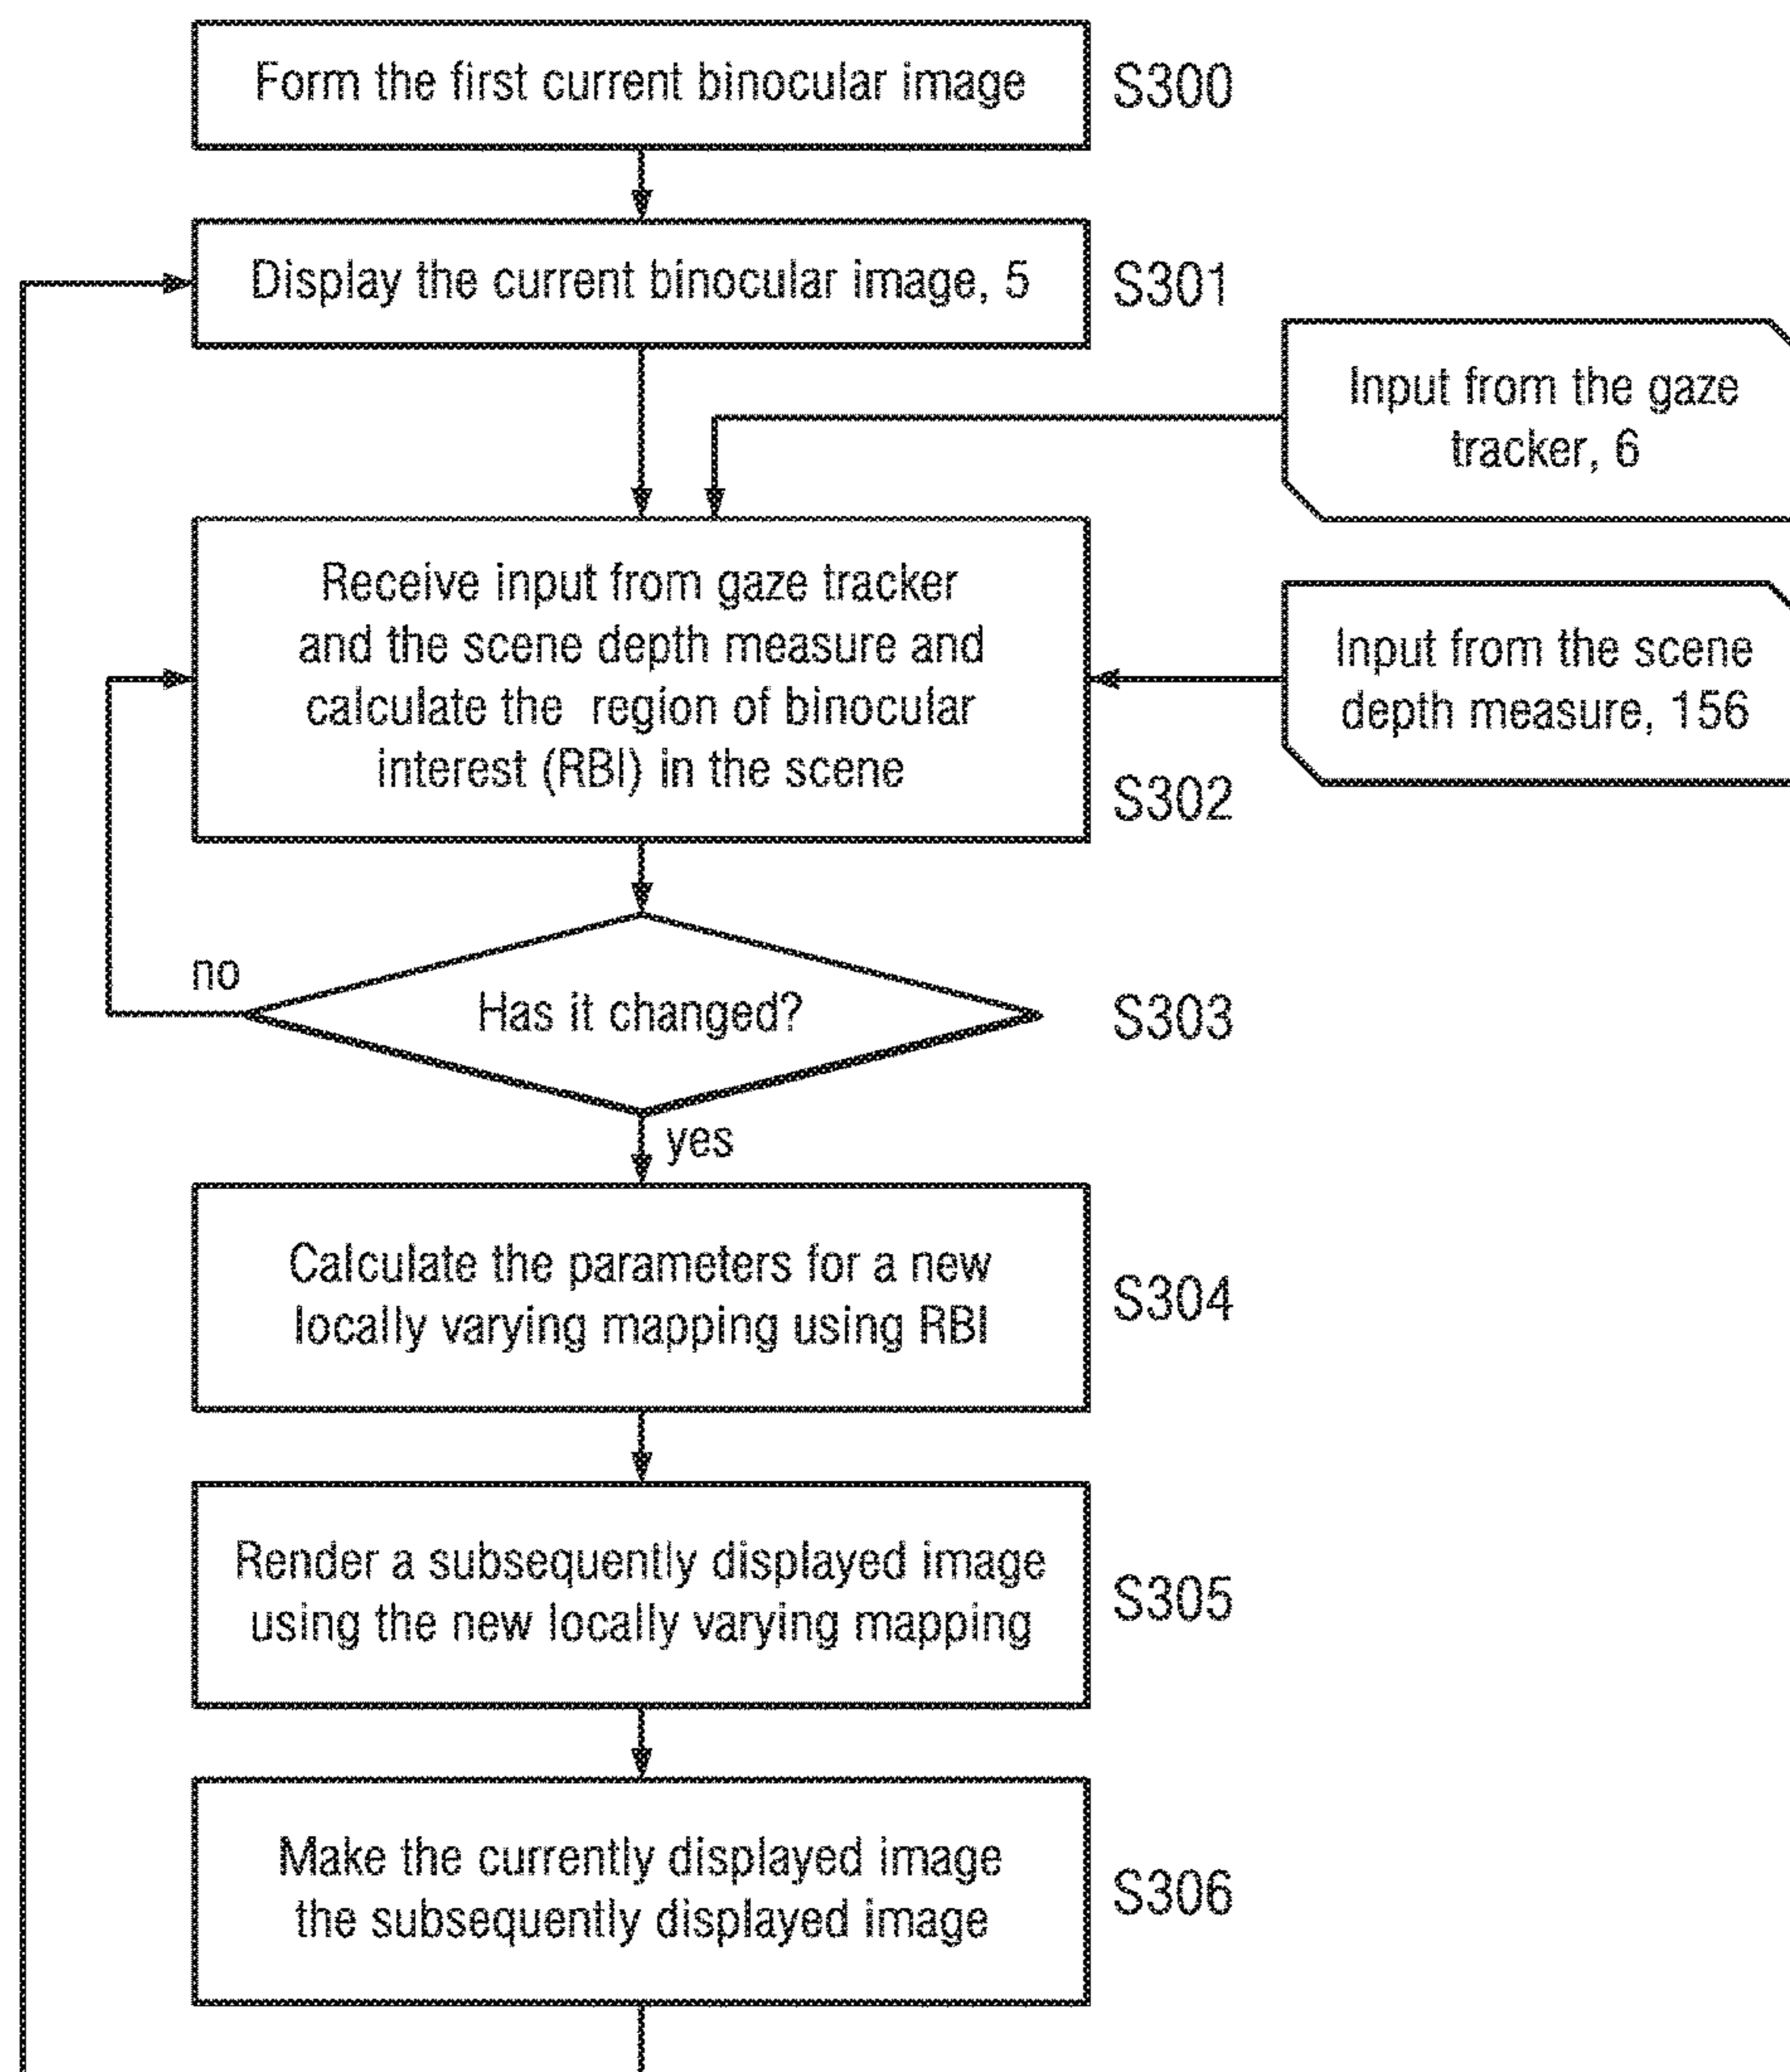 Form the first current binocular image
S300
Display the current binocular image, 5
S301
Input from the gaze
tracker, 6
Receive input from gaze tracker
and the scene depth measure and
calculate the region of binocular
interest (RBI) in the scene
S302
Input from the scene
depth measure, 156
no
Has it changed?
S303
yes
Calculate the parameters for a new
locally varying mapping using RBI
S304
Render a subsequently displayed image
using the new locally varying mapping
S305
Make the currently displayed image
the subsequently displayed image
S306